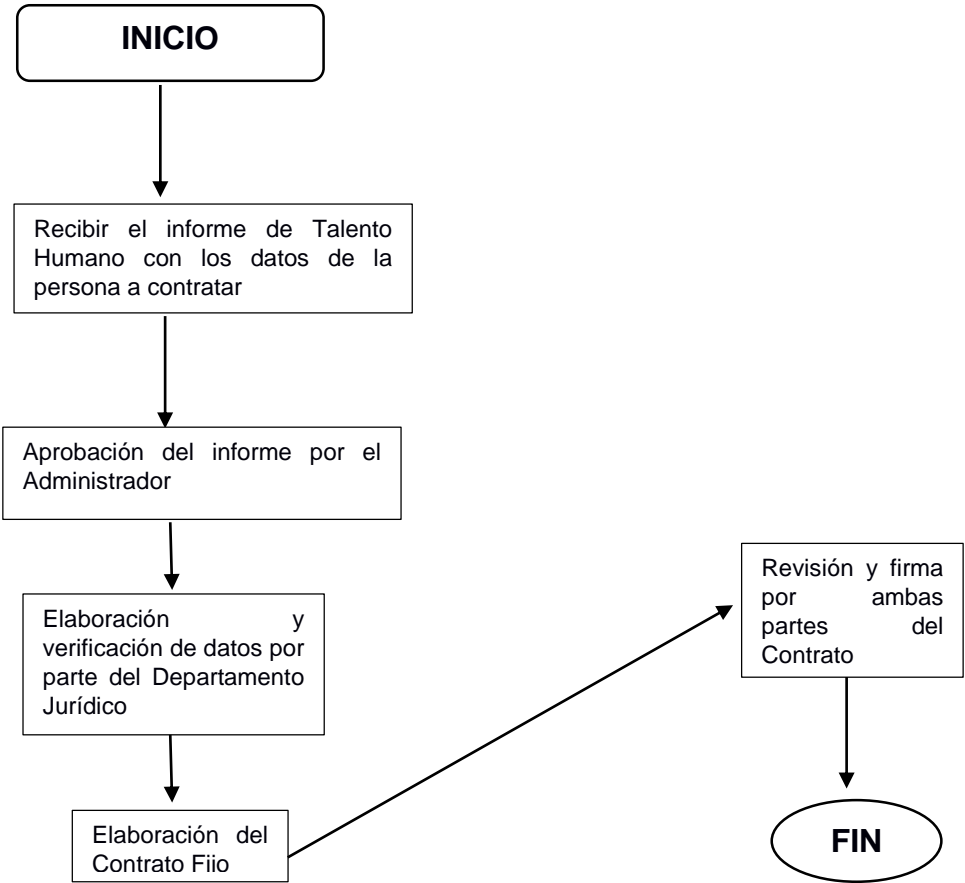 INICIO
Recibir el informe de Talento
Humano con los datos de la
persona a contratar
Aprobación del informe por el
Administrador
Elaboración y
verificación de datos por
parte del Departamento
Jurídico
Elaboración del
Contrato Fijo
Revisión y firma
por ambas
partes del
Contrato
FIN